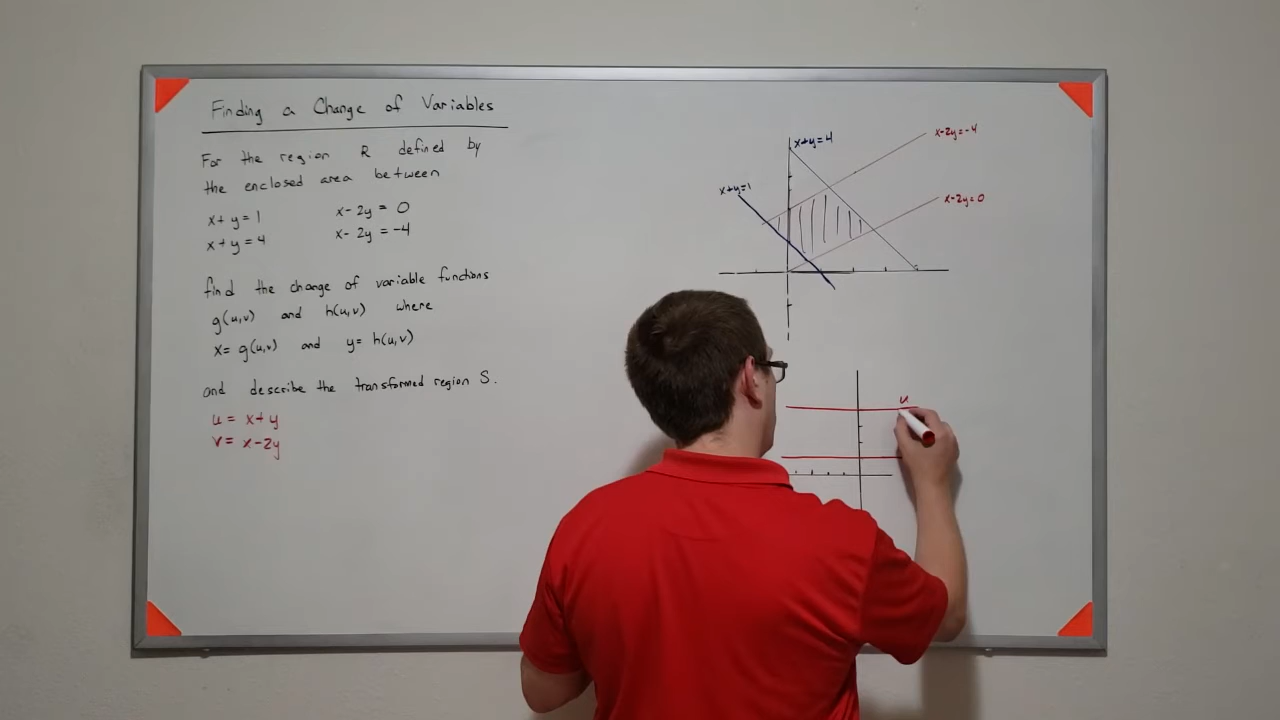 Finding a Change of Variables
For the region R defined by
the enclosed area between
x+y=1 x-2y=0
x+y=4 x-2y=-4
find the change of variable functions
g(u,v) and h(u,v) where
x=g(u,v) and y=h(u,v)
and describe the transformed region S.
u=x+y
v=x-2y
x+y=4
x-2y=-4
x+y=1
x-2y=0
u